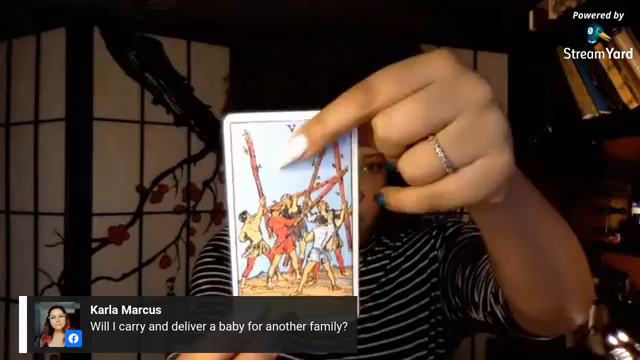 Powered by
StreamYard
V
Karla Marcus
Will I carry and deliver a baby for another family?